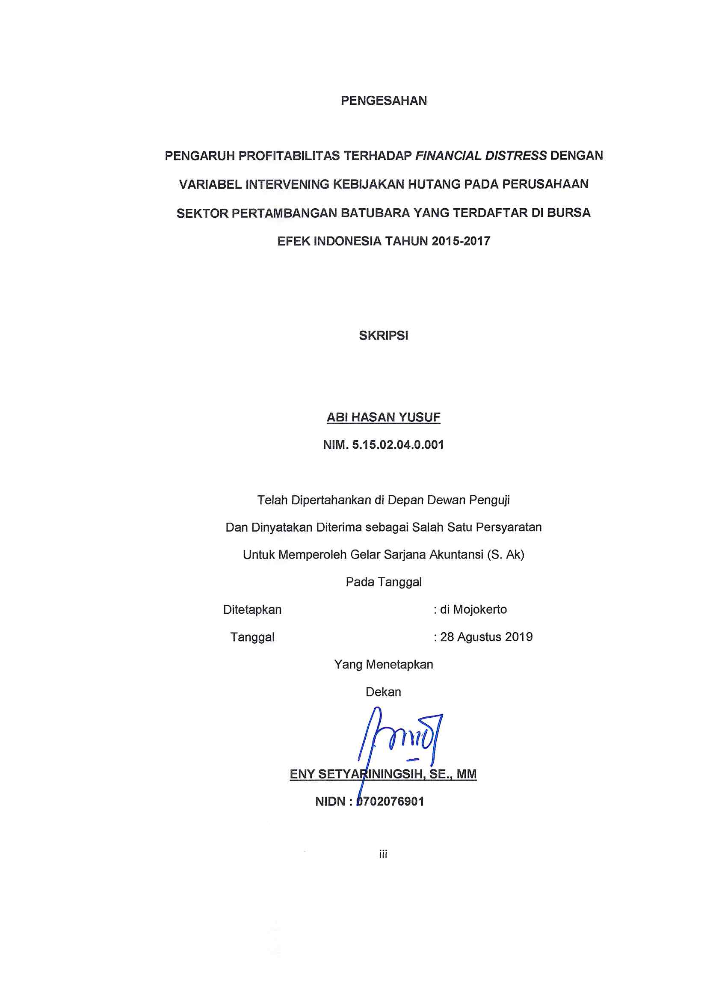 PENGESAHAN
PENGARUH PROFITABILITAS TERHADAP FINANCIAL DISTRESS DENGAN
VARIABEL INTERVENING KEBIJAKAN HUTANG PADA PERUSAHAAN
SEKTOR PERTAMBANGAN BATUBARA YANG TERDAFTAR DI BURSA
EFEK INDONESIA TAHUN 2015-2017
SKRIPSI
ABI HASAN YUSUF
NIM. 5.15.02.04.0.001
Telah Dipertahankan di Depan Dewan Penguji
Dan Dinyatakan Diterima sebagai Salah Satu Persyaratan
Untuk Memperoleh Gelar Sarjana Akuntansi (S. Ak)
Pada Tanggal
Ditetapkan : di Mojokerto
Tanggal : 28 Agustus 2019
Yang Menetapkan
Dekan
ENY SETYARININGSIH, SE., MM
NIDN : 0702076901
iii